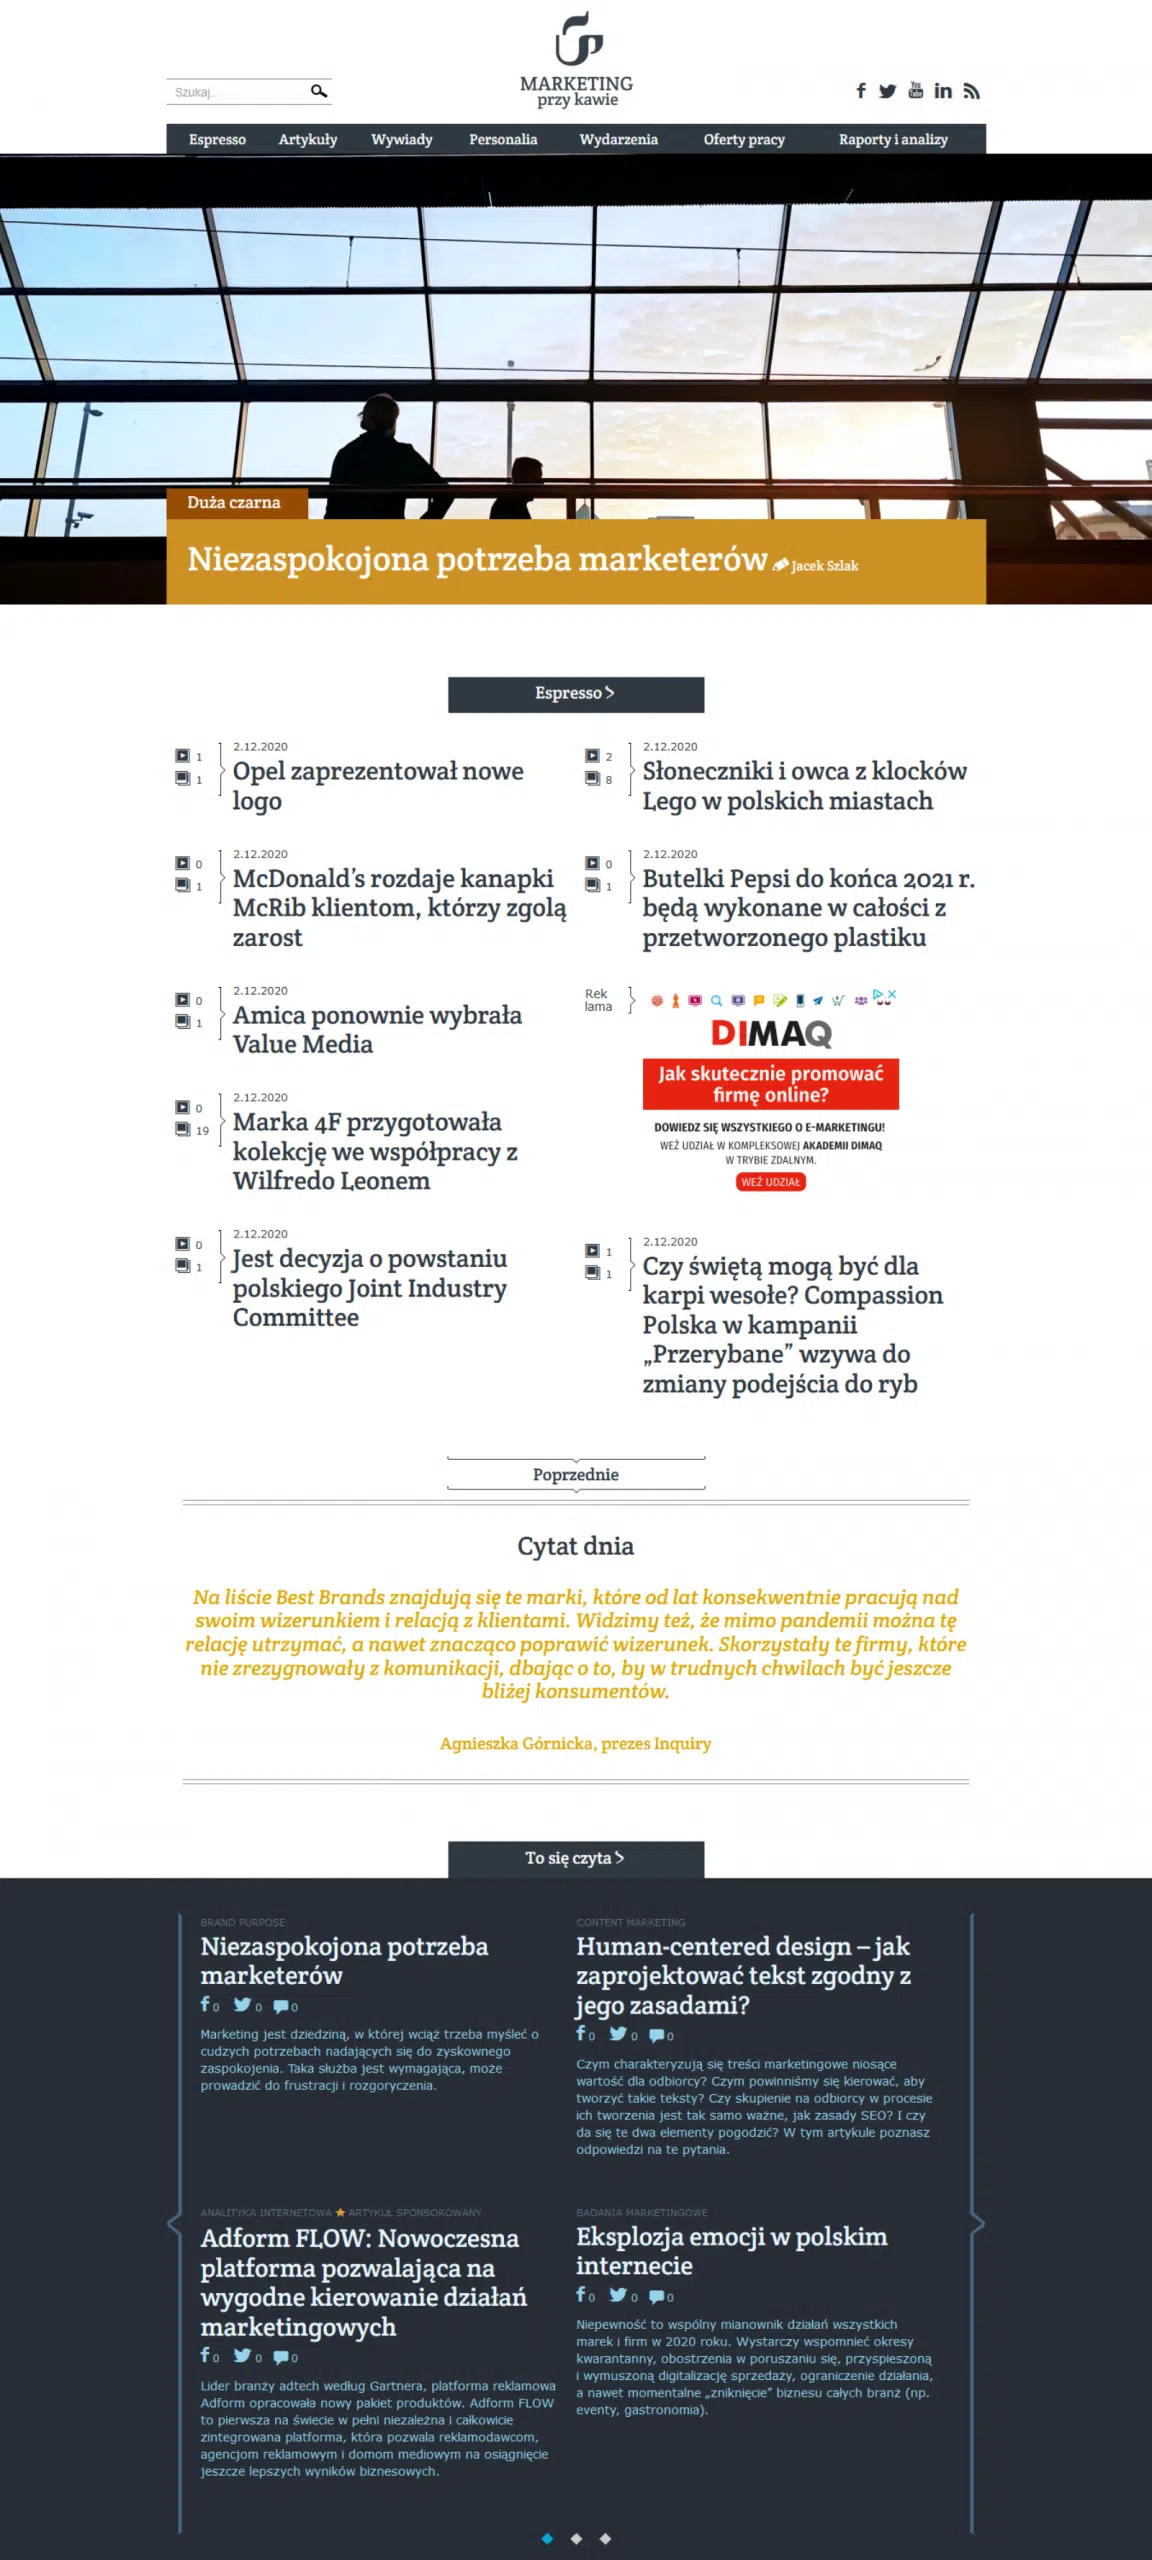 MARKETING
przy kawie
Szukaj...
Espresso Artykuły Wywiady Personalia Wydarzenia Oferty pracy Raporty i analizy
Duża czarna
Niezaspokojona potrzeba marketerów Jacek Szlak
Espresso
1
1
2.12.2020
Opel zaprezentował nowe
logo
2
8
2.12.2020
Słoneczniki i owca z klocków
Lego w polskich miastach
0
1
2.12.2020
McDonald’s rozdaje kanapki
McRib klientom, którzy zgolą
zarost
0
1
2.12.2020
Butelki Pepsi do końca 2021 r.
będą wykonane w całości z
przetworzonego plastiku
0
1
2.12.2020
Amica ponownie wybrała
Value Media
Rek
lama
DIMAQ
Jak skutecznie promować
firmę online?
DOWIEDZ SIĘ WSZYSTKIEGO O E-MARKETINGU!
WEŹ UDZIAŁ W KOMPLEKSOWEJ AKADEMII DIMAQ
W TRYBIE ZDALNYM.
WEŹ UDZIAŁ
0
19
2.12.2020
Marka 4F przygotowała
kolekcję we współpracy z
Wilfredo Leonem
0
1
2.12.2020
Jest decyzja o powstaniu
polskiego Joint Industry
Committee
1
1
2.12.2020
Czy świętą mogą być dla
karpi wesołe? Compassion
Polska w kampanii
„Przerybane” wzywa do
zmiany podejścia do ryb
Poprzednie
Cytat dnia
Na liście Best Brands znajdują się te marki, które od lat konsekwentnie pracują nad
swoim wizerunkiem i relacją z klientami. Widzimy też, że mimo pandemii można tę
relację utrzymać, a nawet znacząco poprawić wizerunek. Skorzystały te firmy, które
nie zrezygnowały z komunikacji, dbając o to, by w trudnych chwilach być jeszcze
bliżej konsumentów.
Agnieszka Górnicka, prezes Inquiry
To się czyta
BRAND PURPOSE
Niezaspokojona potrzeba
marketerów
0 0 0
Marketing jest dziedziną, w której wciąż trzeba myśleć o
cudzych potrzebach nadających się do zyskownego
zaspokojenia. Taka służba jest wymagająca, może
prowadzić do frustracji i rozgoryczenia.
CONTENT MARKETING
Human-centered design – jak
zaprojektować tekst zgodny z
jego zasadami?
0 0 0
Czym charakteryzują się treści marketingowe niosące
wartość dla odbiorcy? Czym powinniśmy się kierować, aby
tworzyć takie teksty? Czy skupienie na odbiorcy w procesie
ich tworzenia jest tak samo ważne, jak zasady SEO? I czy
da się te dwa elementy pogodzić? W tym artykule poznasz
odpowiedzi na te pytania.
ANALITYKA INTERNETOWA ARTYKUŁ SPONSOROWANY
Adform FLOW: Nowoczesna
platforma pozwalająca na
wygodne kierowanie działań
marketingowych
0 0 0
Lider branży adtech według Gartnera, platforma reklamowa
Adform opracowała nowy pakiet produktów. Adform FLOW
to pierwsza na świecie w pełni niezależna i całkowicie
zintegrowana platforma, która pozwala reklamodawcom,
agencjom reklamowym i domom mediowym na osiągnięcie
jeszcze lepszych wyników biznesowych.
BADANIA MARKETINGOWE
Eksplozja emocji w polskim
internecie
0 0 0
Niepewność to wspólny mianownik działań wszystkich
marek i firm w 2020 roku. Wystarczy wspomnieć okresy
kwarantanny, obostrzenia w poruszaniu się, przyspieszoną
i wymuszoną digitalizację sprzedaży, ograniczenie działania,
a nawet momentalne „zniknięcie” biznesu całych branż (np.
eventy, gastronomia).